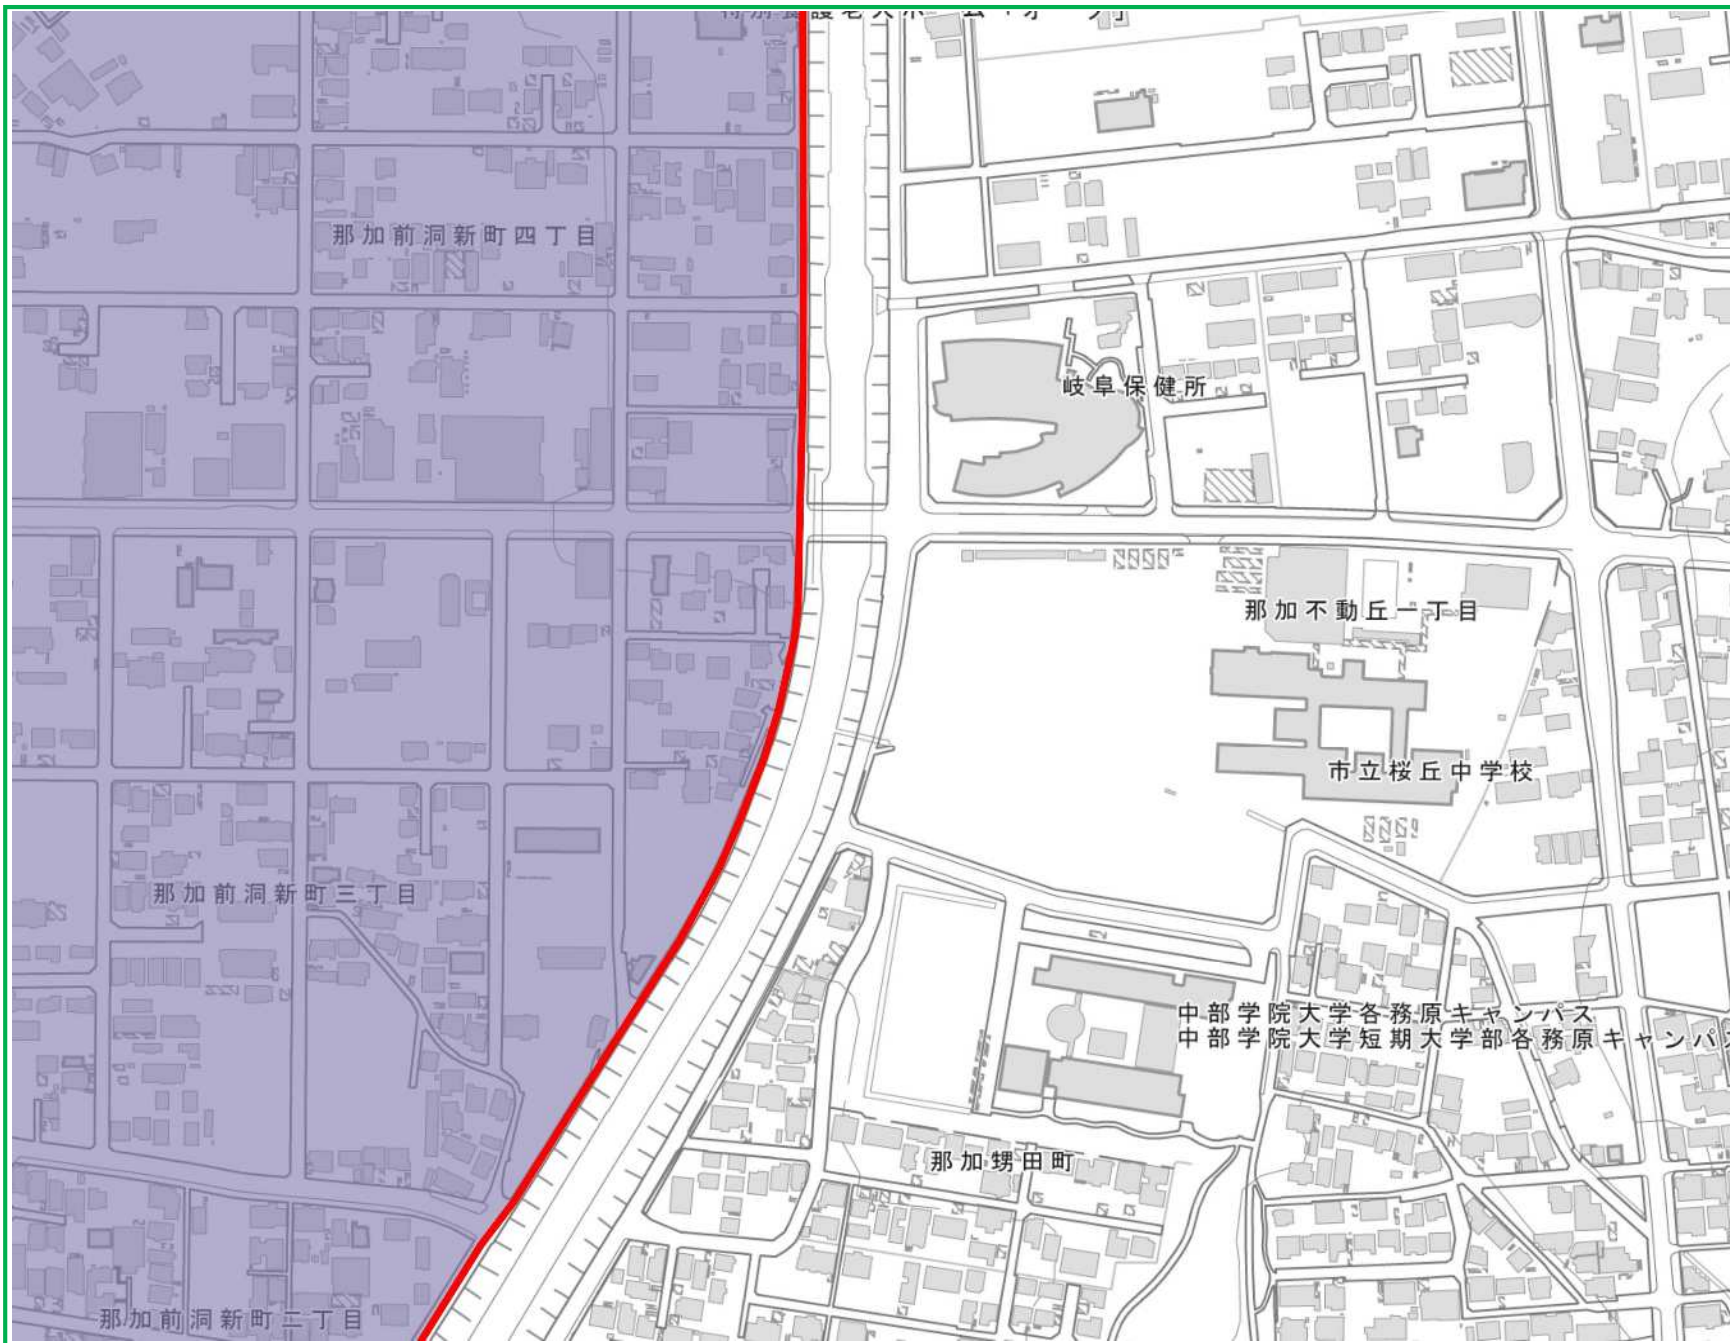 那加前洞新町四丁目
岐阜保健所
那加不動丘一丁目
市立桜丘中学校
那加前洞新町三丁目
中部学院大学各務原キャンパス
中部学院大学短期大学部各務原キャンパス
那加甥田町
那加前洞新町二丁目